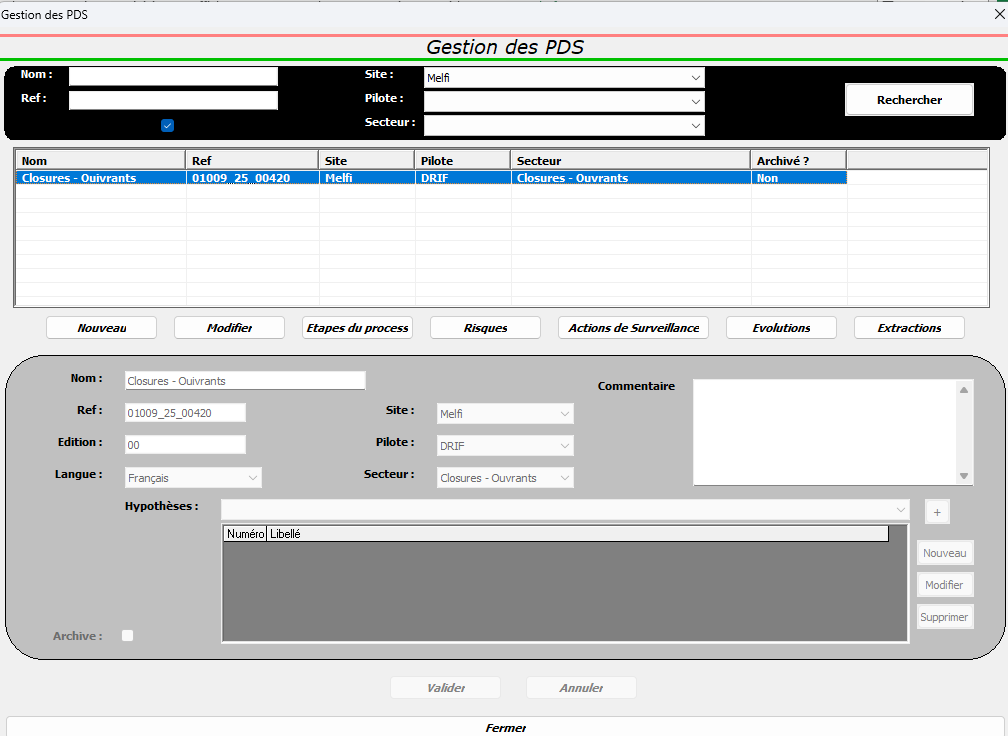 Gestion des PDS
Gestion des PDS
Nom :
Site :
Melfi
Ref :
Pilote :
Secteur :
Rechercher
Nom Ref Site Pilote Secteur Archivé ?
Closures - Ouivrants 01009_25_00420 Melfi DRIF Closures - Ouvrants Non
Nouveau Modifier Etapes du process Risques Actions de Surveillance Evolutions Extractions
Nom : Closures - Ouivrants
Commentaire
Ref : 01009_25_00420 Site : Melfi
Edition : 00 Pilote : DRIF
Langue : Français Secteur : Closures - Ouvrants
Hypothèses :
+
Numéro Libellé
Nouveau
Modifier
Supprimer
Archive :
Valider Annuler
Fermer